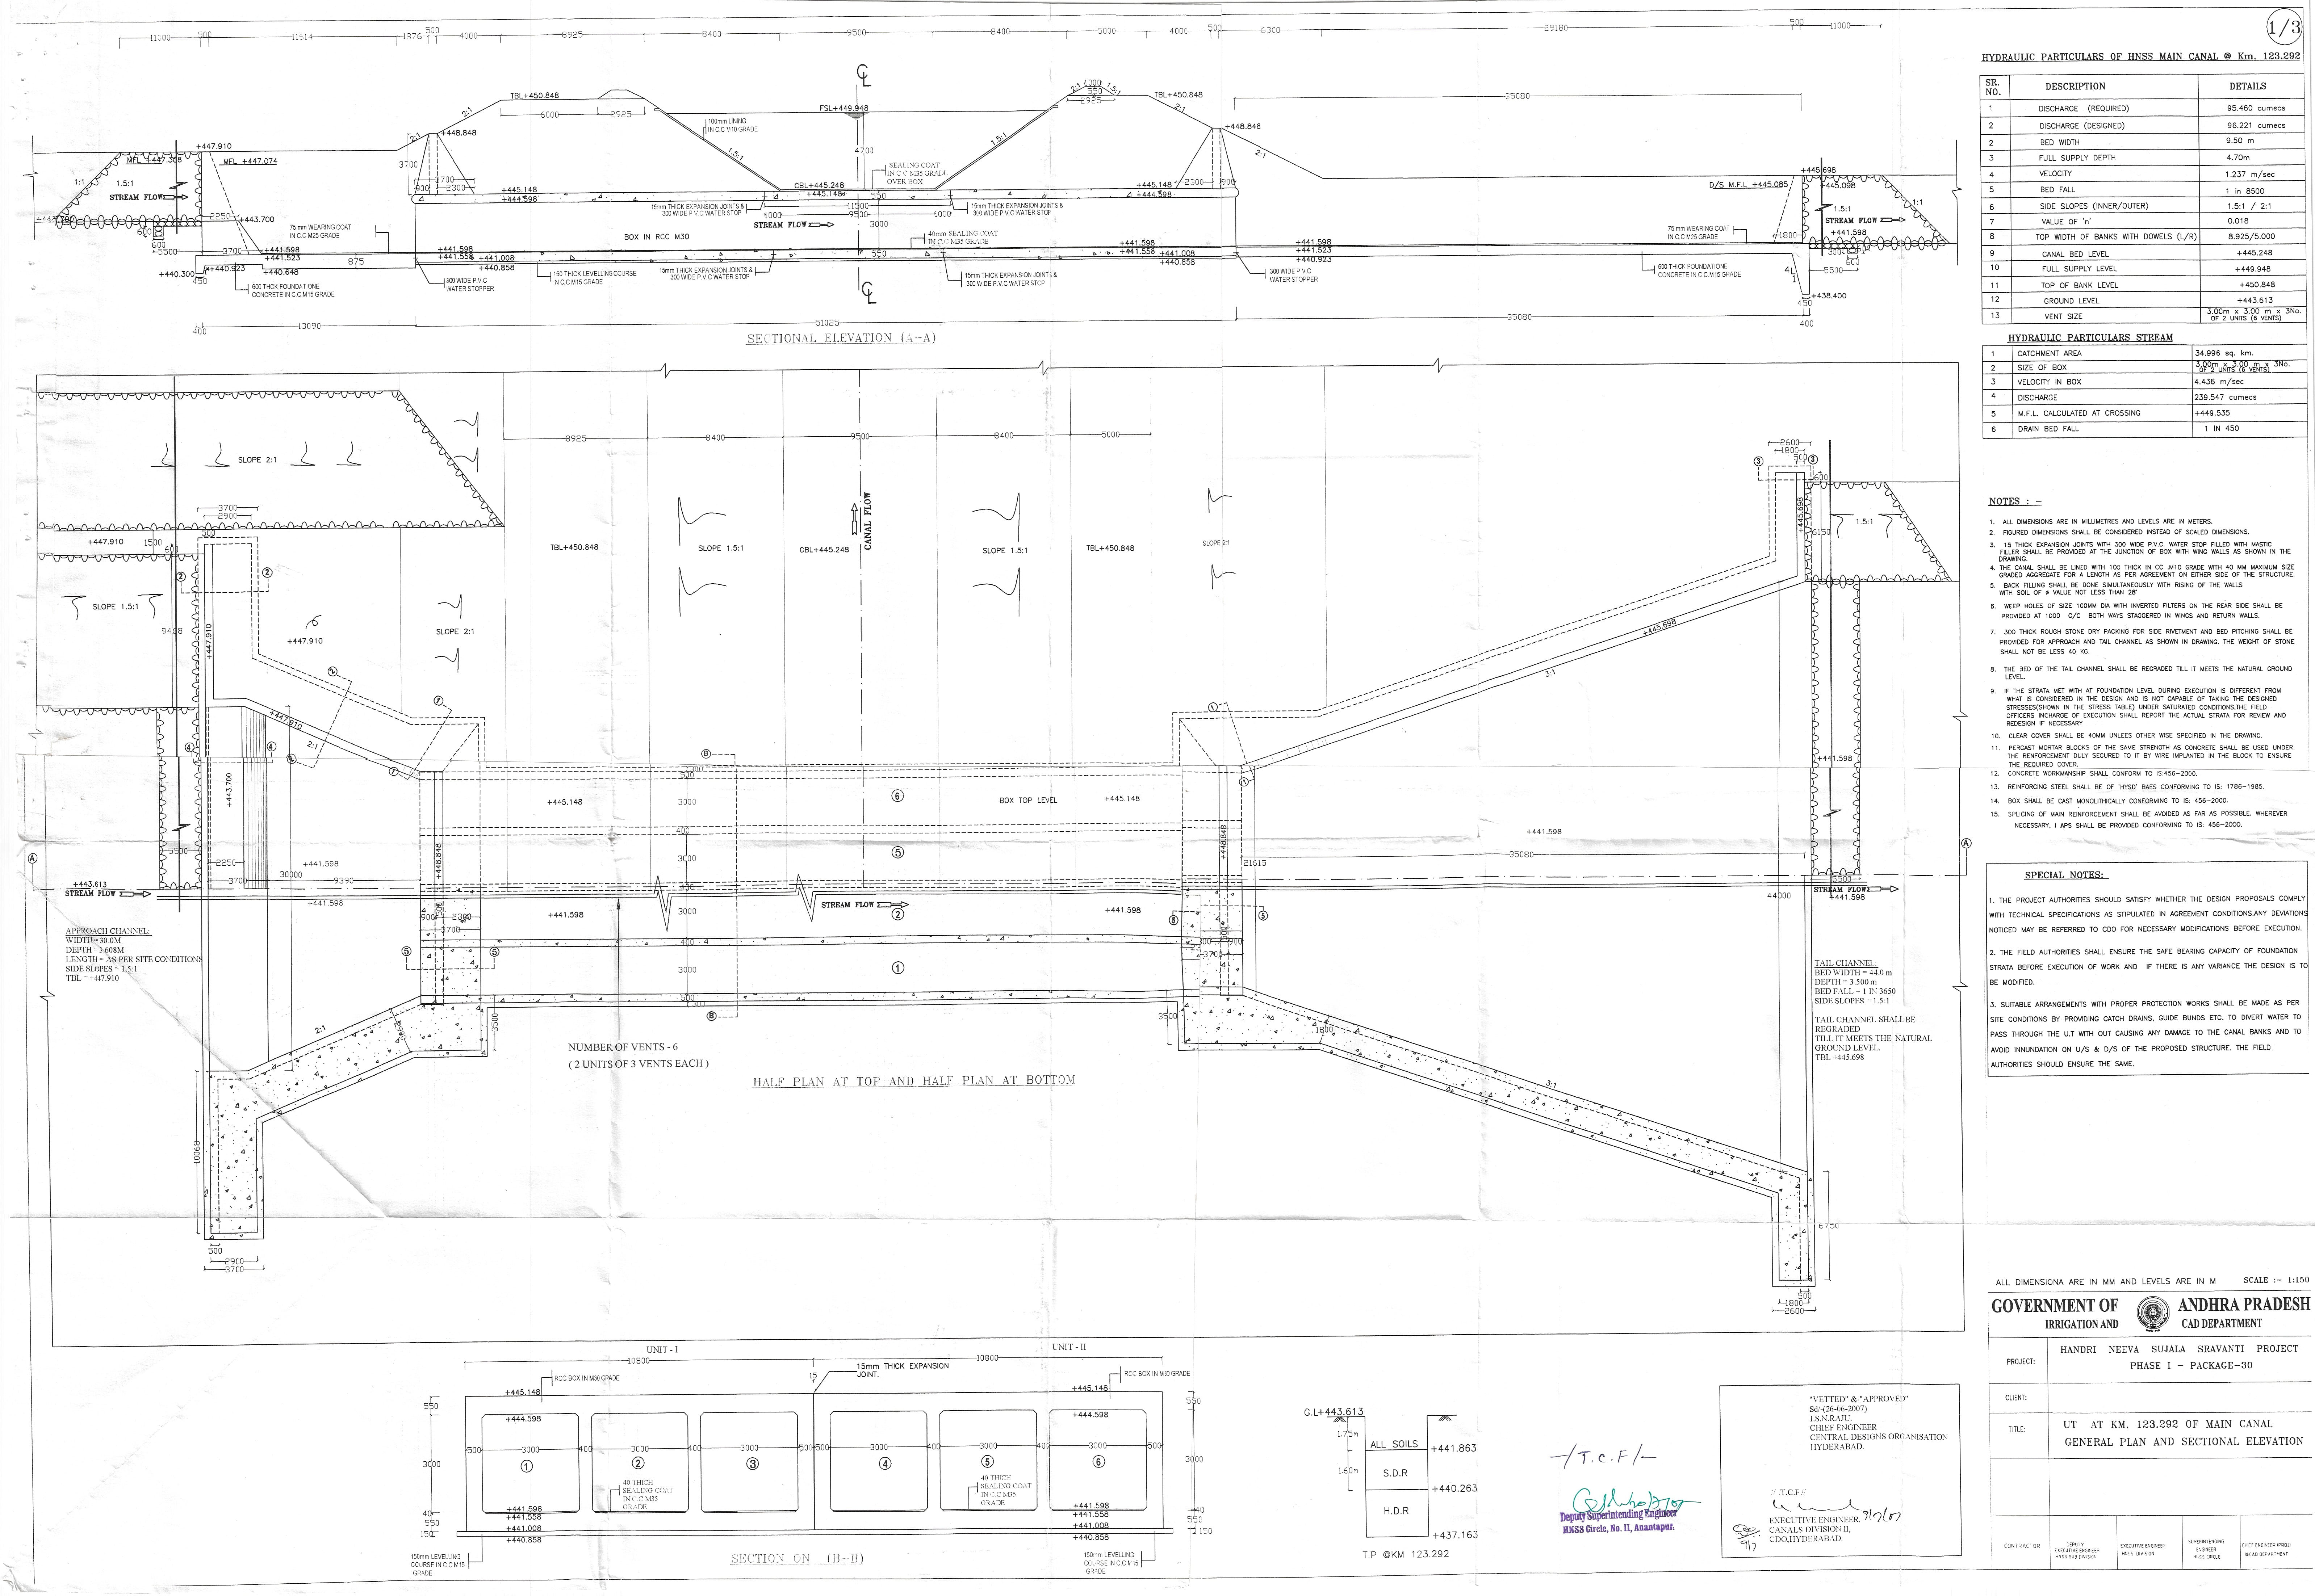 1/3
11000 500 11614 1876 500 4000 8925 8400 9500 8400 5000 4000 500 6300 29180 500 11000
HYDRAULIC PARTICULARS OF HNSS MAIN CANAL @ Km. 123.292
SR. NO. DESCRIPTION DETAILS
1 DISCHARGE (REQUIRED) 95.460 cumecs
2 DISCHARGE (DESIGNED) 96.221 cumecs
2 BED WIDTH 9.50 m
3 FULL SUPPLY DEPTH 4.70m
4 VELOCITY 1.237 m/sec
5 BED FALL 1 in 8500
6 SIDE SLOPES (INNER/OUTER) 1.5:1 / 2:1
7 VALUE OF 'n' 0.018
8 TOP WIDTH OF BANKS WITH DOWELS (L/R) 8.925/5.000
9 CANAL BED LEVEL +445.248
10 FULL SUPPLY LEVEL +449.948
11 TOP OF BANK LEVEL +450.848
12 GROUND LEVEL +443.613
13 VENT SIZE 3.00m x 3.00 m x 3No.
OF 2 UNITS (6 VENTS)
HYDRAULIC PARTICULARS STREAM
1 CATCHMENT AREA 34.996 sq. km.
2 SIZE OF BOX 3.00m x 3.00 m x 3No.
OF 2 UNITS (6 VENTS)
3 VELOCITY IN BOX 4.436 m/sec
4 DISCHARGE 239.547 cumecs
5 M.F.L. CALCULATED AT CROSSING +449.535
6 DRAIN BED FALL 1 IN 450
TBL+450.848
6000 2925
FSL+449.948
2:1 1000 1.5:1
550
2925
TBL+450.848
35080
+447.910
MFL +447.308
MFL +447.074
+448.848
100mm LINING
IN C.C M10 GRADE
4700
SEALING COAT
IN C.C M35 GRADE
OVER BOX
CBL+445.248
+445.148
+444.598
15mm THICK EXPANSION JOINTS &
300 WIDE P.V.C WATER STOP
11500
1000 9500 1000
STREAM FLOW
3000
BOX IN RCC M30
40mm SEALING COAT
IN C.C M35 GRADE
+445.148
+444.598
15mm THICK EXPANSION JOINTS &
300 WIDE P.V.C WATER STOP
+448.848
2:1
D/S M.F.L +445.085
+445.698
+445.098
1.5:1
STREAM FLOW
+441.598
1:1 1.5:1
STREAM FLOW
2250 +443.700
600
5500 3700
75 mm WEARING COAT
IN C.C M25 GRADE
+441.598
+441.523
875
+440.300 +440.923 +440.648
450
600 THICK FOUNDATIONE
CONCRETE IN C.C M15 GRADE
3700
900 2300
+441.598
+441.558 +441.008
+440.858
300 WIDE P.V.C
WATER STOPPER
150 THICK LEVELLING COURSE
IN C.C M15 GRADE
15mm THICK EXPANSION JOINTS &
300 WIDE P.V.C WATER STOP
550
15mm THICK EXPANSION JOINTS &
300 WIDE P.V.C WATER STOP
+441.598
+441.558 +441.008
+440.858
300 WIDE P.V.C
WATER STOPPER
+441.598
+441.523
+440.923
75 mm WEARING COAT
IN C.C M25 GRADE
1800
600 THICK FOUNDATIONE
CONCRETE IN C.C M15 GRADE
5500
+438.400
450
400 13090 51025 35080 400
SECTIONAL ELEVATION (A-A)
8925 8400 9500 8400 5000
SLOPE 2:1
CANAL FLOW
3700
2900
500
+447.910 1500 600
TBL+450.848 SLOPE 1.5:1 CBL+445.248 SLOPE 1.5:1 TBL+450.848 SLOPE 2:1
SLOPE 1.5:1
9468
+447.910
+447.910
SLOPE 2:1
2600
1800
500
+445.698
6150
1.5:1
+445.698
3:1
+447.910
2:1
+443.700
+448.848
+445.148
BOX TOP LEVEL
+445.148
500
3000
400
3000
400
3000
400
3000
500
6
5
2
1
+448.848
+441.598
+441.598
35080
21615
2250
3700 9390
30000
+441.598
+441.598
+443.613
STREAM FLOW
5500
+441.598
STREAM FLOW
+441.598
44000
5500
STREAM FLOW
+441.598
APPROACH CHANNEL:
WIDTH=30.0M
DEPTH=3.608M
LENGTH = AS PER SITE CONDITIONS
SIDE SLOPES = 1.5:1
TBL = +447.910
900 2300
3700
3500
2:1
2900
10068
500
2900
3700
NUMBER OF VENTS - 6
( 2 UNITS OF 3 VENTS EACH )
HALF PLAN AT TOP AND HALF PLAN AT BOTTOM
3700
3500
1800
3:1
6750
500
1800
2600
TAIL CHANNEL:
BED WIDTH = 44.0 m
DEPTH = 3.500 m
BED FALL = 1 IN 3650
SIDE SLOPES = 1.5:1
TAIL CHANNEL SHALL BE
REGRADED
TILL IT MEETS THE NATURAL
GROUND LEVEL.
TBL +445.698
NOTES : -
1. ALL DIMENSIONS ARE IN MILLIMETRES AND LEVELS ARE IN METERS.
2. FIGURED DIMENSIONS SHALL BE CONSIDERED INSTEAD OF SCALED DIMENSIONS.
3. 15 THICK EXPANSION JOINTS WITH 300 WIDE P.V.C. WATER STOP FILLED WITH MASTIC
FILLER SHALL BE PROVIDED AT THE JUNCTION OF BOX WITH WING WALLS AS SHOWN IN THE
DRAWING.
4. THE CANAL SHALL BE LINED WITH 100 THICK IN CC .M10 GRADE WITH 40 MM MAXIMUM SIZE
GRADED AGGREGATE FOR A LENGTH AS PER AGREEMENT ON EITHER SIDE OF THE STRUCTURE.
5. BACK FILLING SHALL BE DONE SIMULTANEOUSLY WITH RISING OF THE WALLS
WITH SOIL OF ø VALUE NOT LESS THAN 28°
6. WEEP HOLES OF SIZE 100MM DIA WITH INVERTED FILTERS ON THE REAR SIDE SHALL BE
PROVIDED AT 1000 C/C BOTH WAYS STAGGERED IN WINGS AND RETURN WALLS.
7. 300 THICK ROUGH STONE DRY PACKING FOR SIDE RIVETMENT AND BED PITCHING SHALL BE
PROVIDED FOR APPROACH AND TAIL CHANNEL AS SHOWN IN DRAWING. THE WEIGHT OF STONE
SHALL NOT BE LESS 40 KG.
8. THE BED OF THE TAIL CHANNEL SHALL BE REGRADED TILL IT MEETS THE NATURAL GROUND
LEVEL.
9. IF THE STRATA MET WITH AT FOUNDATION LEVEL DURING EXECUTION IS DIFFERENT FROM
WHAT IS CONSIDERED IN THE DESIGN AND IS NOT CAPABLE OF TAKING THE DESIGNED
STRESSES(SHOWN IN THE STRESS TABLE) UNDER SATURATED CONDITIONS,THE FIELD
OFFICERS INCHARGE OF EXECUTION SHALL REPORT THE ACTUAL STRATA FOR REVIEW AND
REDESIGN IF NECESSARY
10. CLEAR COVER SHALL BE 40MM UNLEES OTHER WISE SPECIFIED IN THE DRAWING.
11. PERCAST MORTAR BLOCKS OF THE SAME STRENGTH AS CONCRETE SHALL BE USED UNDER.
THE RENFORCEMENT DULY SECURED TO IT BY WIRE IMPLANTED IN THE BLOCK TO ENSURE
THE REQUIRED COVER.
12. CONCRETE WORKMANSHIP SHALL CONFORM TO IS:456-2000.
13. REINFORCING STEEL SHALL BE OF 'HYSD' BAES CONFORMING TO IS: 1786-1985.
14. BOX SHALL BE CAST MONOLITHICALLY CONFORMING TO IS: 456-2000.
15. SPLICING OF MAIN REINFORCEMENT SHALL BE AVOIDED AS FAR AS POSSIBLE. WHEREVER
NECESSARY, l APS SHALL BE PROVIDED CONFORMING TO IS: 456-2000.
SPECIAL NOTES:
1. THE PROJECT AUTHORITIES SHOULD SATISFY WHETHER THE DESIGN PROPOSALS COMPLY
WITH TECHNICAL SPECIFICATIONS AS STIPULATED IN AGREEMENT CONDITIONS.ANY DEVIATIONS
NOTICED MAY BE REFERRED TO CDO FOR NECESSARY MODIFICATIONS BEFORE EXECUTION.
2. THE FIELD AUTHORITIES SHALL ENSURE THE SAFE BEARING CAPACITY OF FOUNDATION
STRATA BEFORE EXECUTION OF WORK AND IF THERE IS ANY VARIANCE THE DESIGN IS TO
BE MODIFIED.
3. SUITABLE ARRANGEMENTS WITH PROPER PROTECTION WORKS SHALL BE MADE AS PER
SITE CONDITIONS BY PROVIDING CATCH DRAINS, GUIDE BUNDS ETC. TO DIVERT WATER TO
PASS THROUGH THE U.T WITH OUT CAUSING ANY DAMAGE TO THE CANAL BANKS AND TO
AVOID INNUNDATION ON U/S & D/S OF THE PROPOSED STRUCTURE. THE FIELD
AUTHORITIES SHOULD ENSURE THE SAME.
ALL DIMENSIONA ARE IN MM AND LEVELS ARE IN M SCALE :- 1:150
GOVERNMENT OF ANDHRA PRADESH
IRRIGATION AND CAD DEPARTMENT
PROJECT: HANDRI NEEVA SUJALA SRAVANTI PROJECT
PHASE I - PACKAGE-30
CLIENT:
TITLE: UT AT KM. 123.292 OF MAIN CANAL
GENERAL PLAN AND SECTIONAL ELEVATION
CONTRACTOR
DEPUTY EXECUTIVE ENGINEER HNSS SUB DIVISION
EXECUTIVE ENGINEER HNSS DIVISION
SUPERINTENDING ENGINEER HNSS CIRCLE
CHIEF ENGINEER (PROJ) I&CAD DEPARTMENT
UNIT - I UNIT - II
10800 10800
15mm THICK EXPANSION
JOINT.
15
RCC BOX IN M30 GRADE
RCC BOX IN M30 GRADE
+445.148 +445.148
550 +444.598 +444.598 550
500 3000 400 3000 400 3000 500 500 3000 400 3000 400 3000 500
1 2 3 4 5 6
3000 3000
40 THICH
SEALING COAT
IN C.C M35
GRADE
40 THICH
SEALING COAT
IN C.C M35
GRADE
+441.598 +441.598
40 +441.558 +441.558 40
550 +441.008 +441.008 550
150 +440.858 +440.858 150
150mm LEVELLING
COURSE IN C.C M15
GRADE
SECTION ON (B-B)
150mm LEVELLING
COURSE IN C.C M15
GRADE
G.L+443.613
1.75m ALL SOILS +441.863
1.60m S.D.R +440.263
H.D.R
+437.163
T.P @KM 123.292
-/T.C.F/-
Deputy Superintending Engineer
HNSS Circle, No. II, Anantapur.
"VETTED" & "APPROVED"
Sd/-(26-06-2007)
I.S.N.RAJU,
CHIEF ENGINEER
CENTRAL DESIGNS ORGANISATION
HYDERABAD.
// .T.C.F//
EXECUTIVE ENGINEER,
CANALS DIVISION II,
CDO,HYDERABAD.